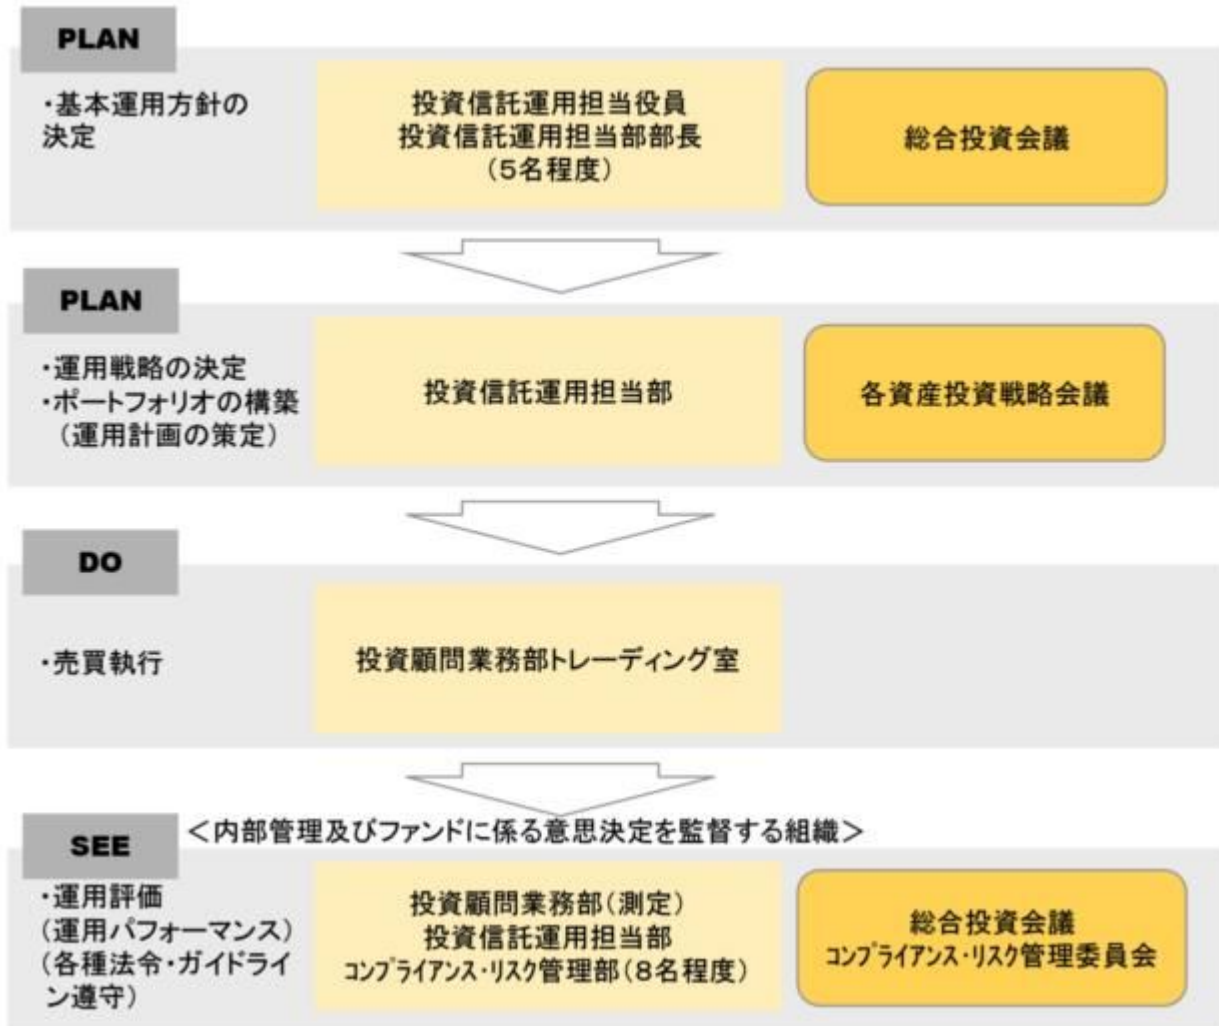 PLAN
・基本運用方針の
決定
投資信託運用担当役員
投資信託運用担当部部長
(5名程度)
総合投資会議
PLAN
・運用戦略の決定
・ポートフォリオの構築
(運用計画の策定)
投資信託運用担当部
各資産投資戦略会議
DO
・売買執行
投資顧問業務部トレーディング室
SEE
＜内部管理及びファンドに係る意思決定を監督する組織＞
・運用評価
(運用パフォーマンス)
(各種法令・ガイドライ
ン遵守)
投資顧問業務部(測定)
投資信託運用担当部
コンプライアンス・リスク管理部(8名程度)
総合投資会議
コンプライアンス・リスク管理委員会